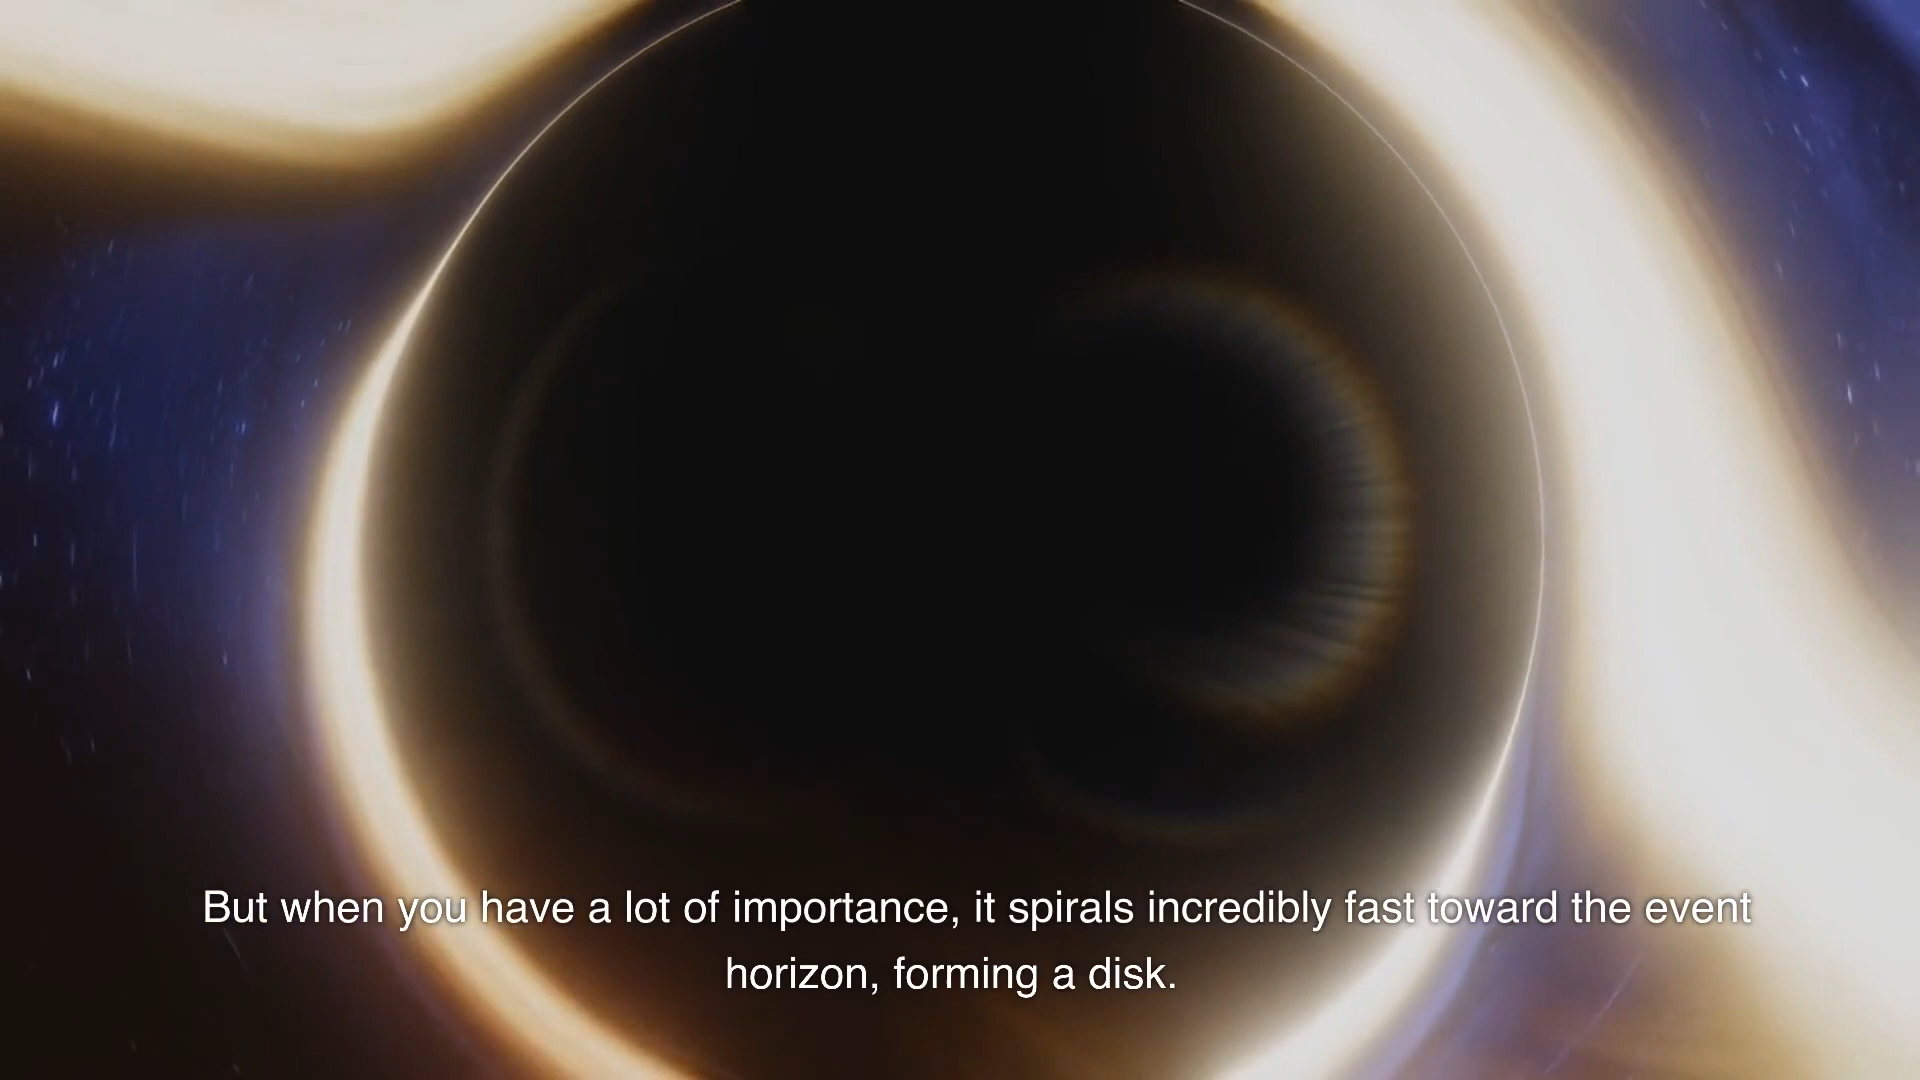 But when you have a lot of importance, it spirals incredibly fast toward the event
horizon, forming a disk.